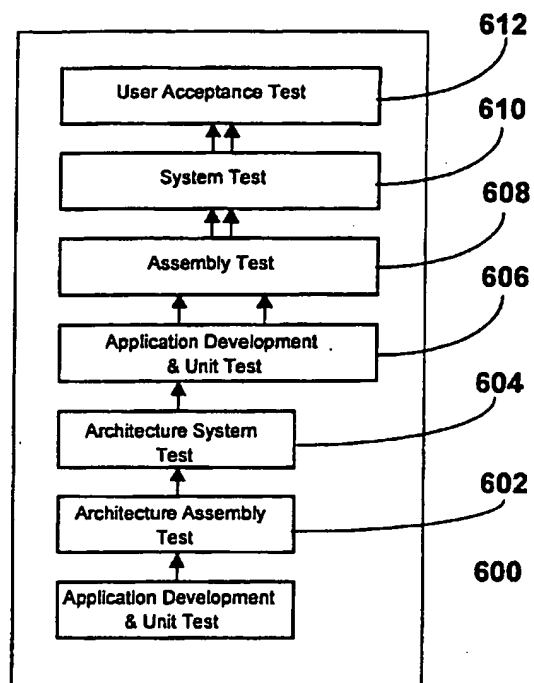 612
User Acceptance Test
610
System Test
608
Assembly Test
606
Application Development
& Unit Test
604
Architecture System
Test
602
Architecture Assembly
Test
600
Application Development
& Unit Test